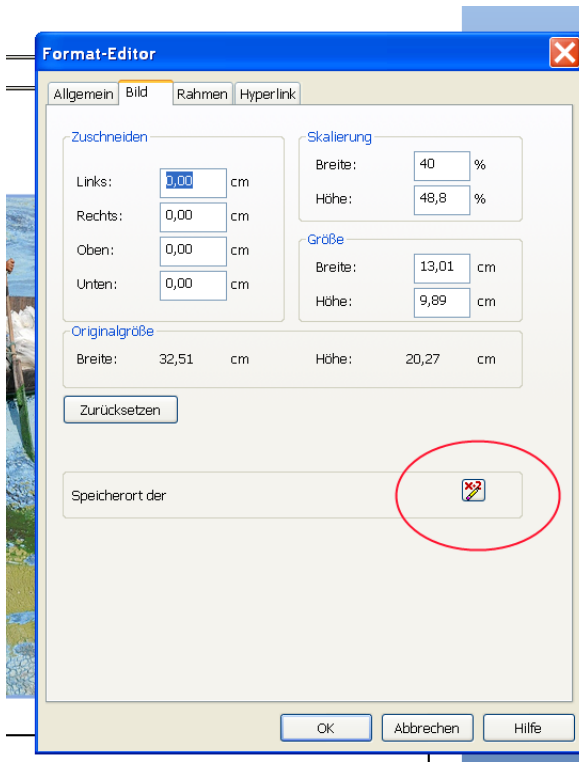 Format-Editor
Allgemein Bild Rahmen Hyperlink
Zuschneiden
Links: 0,00 cm
Rechts: 0,00 cm
Oben: 0,00 cm
Unten: 0,00 cm
Skalierung
Breite: 40 %
Höhe: 48,8 %
Größe
Breite: 13,01 cm
Höhe: 9,89 cm
Originalgröße
Breite: 32,51 cm Höhe: 20,27 cm
Zurücksetzen
Speicherort der
x-2
OK Abbrechen Hilfe